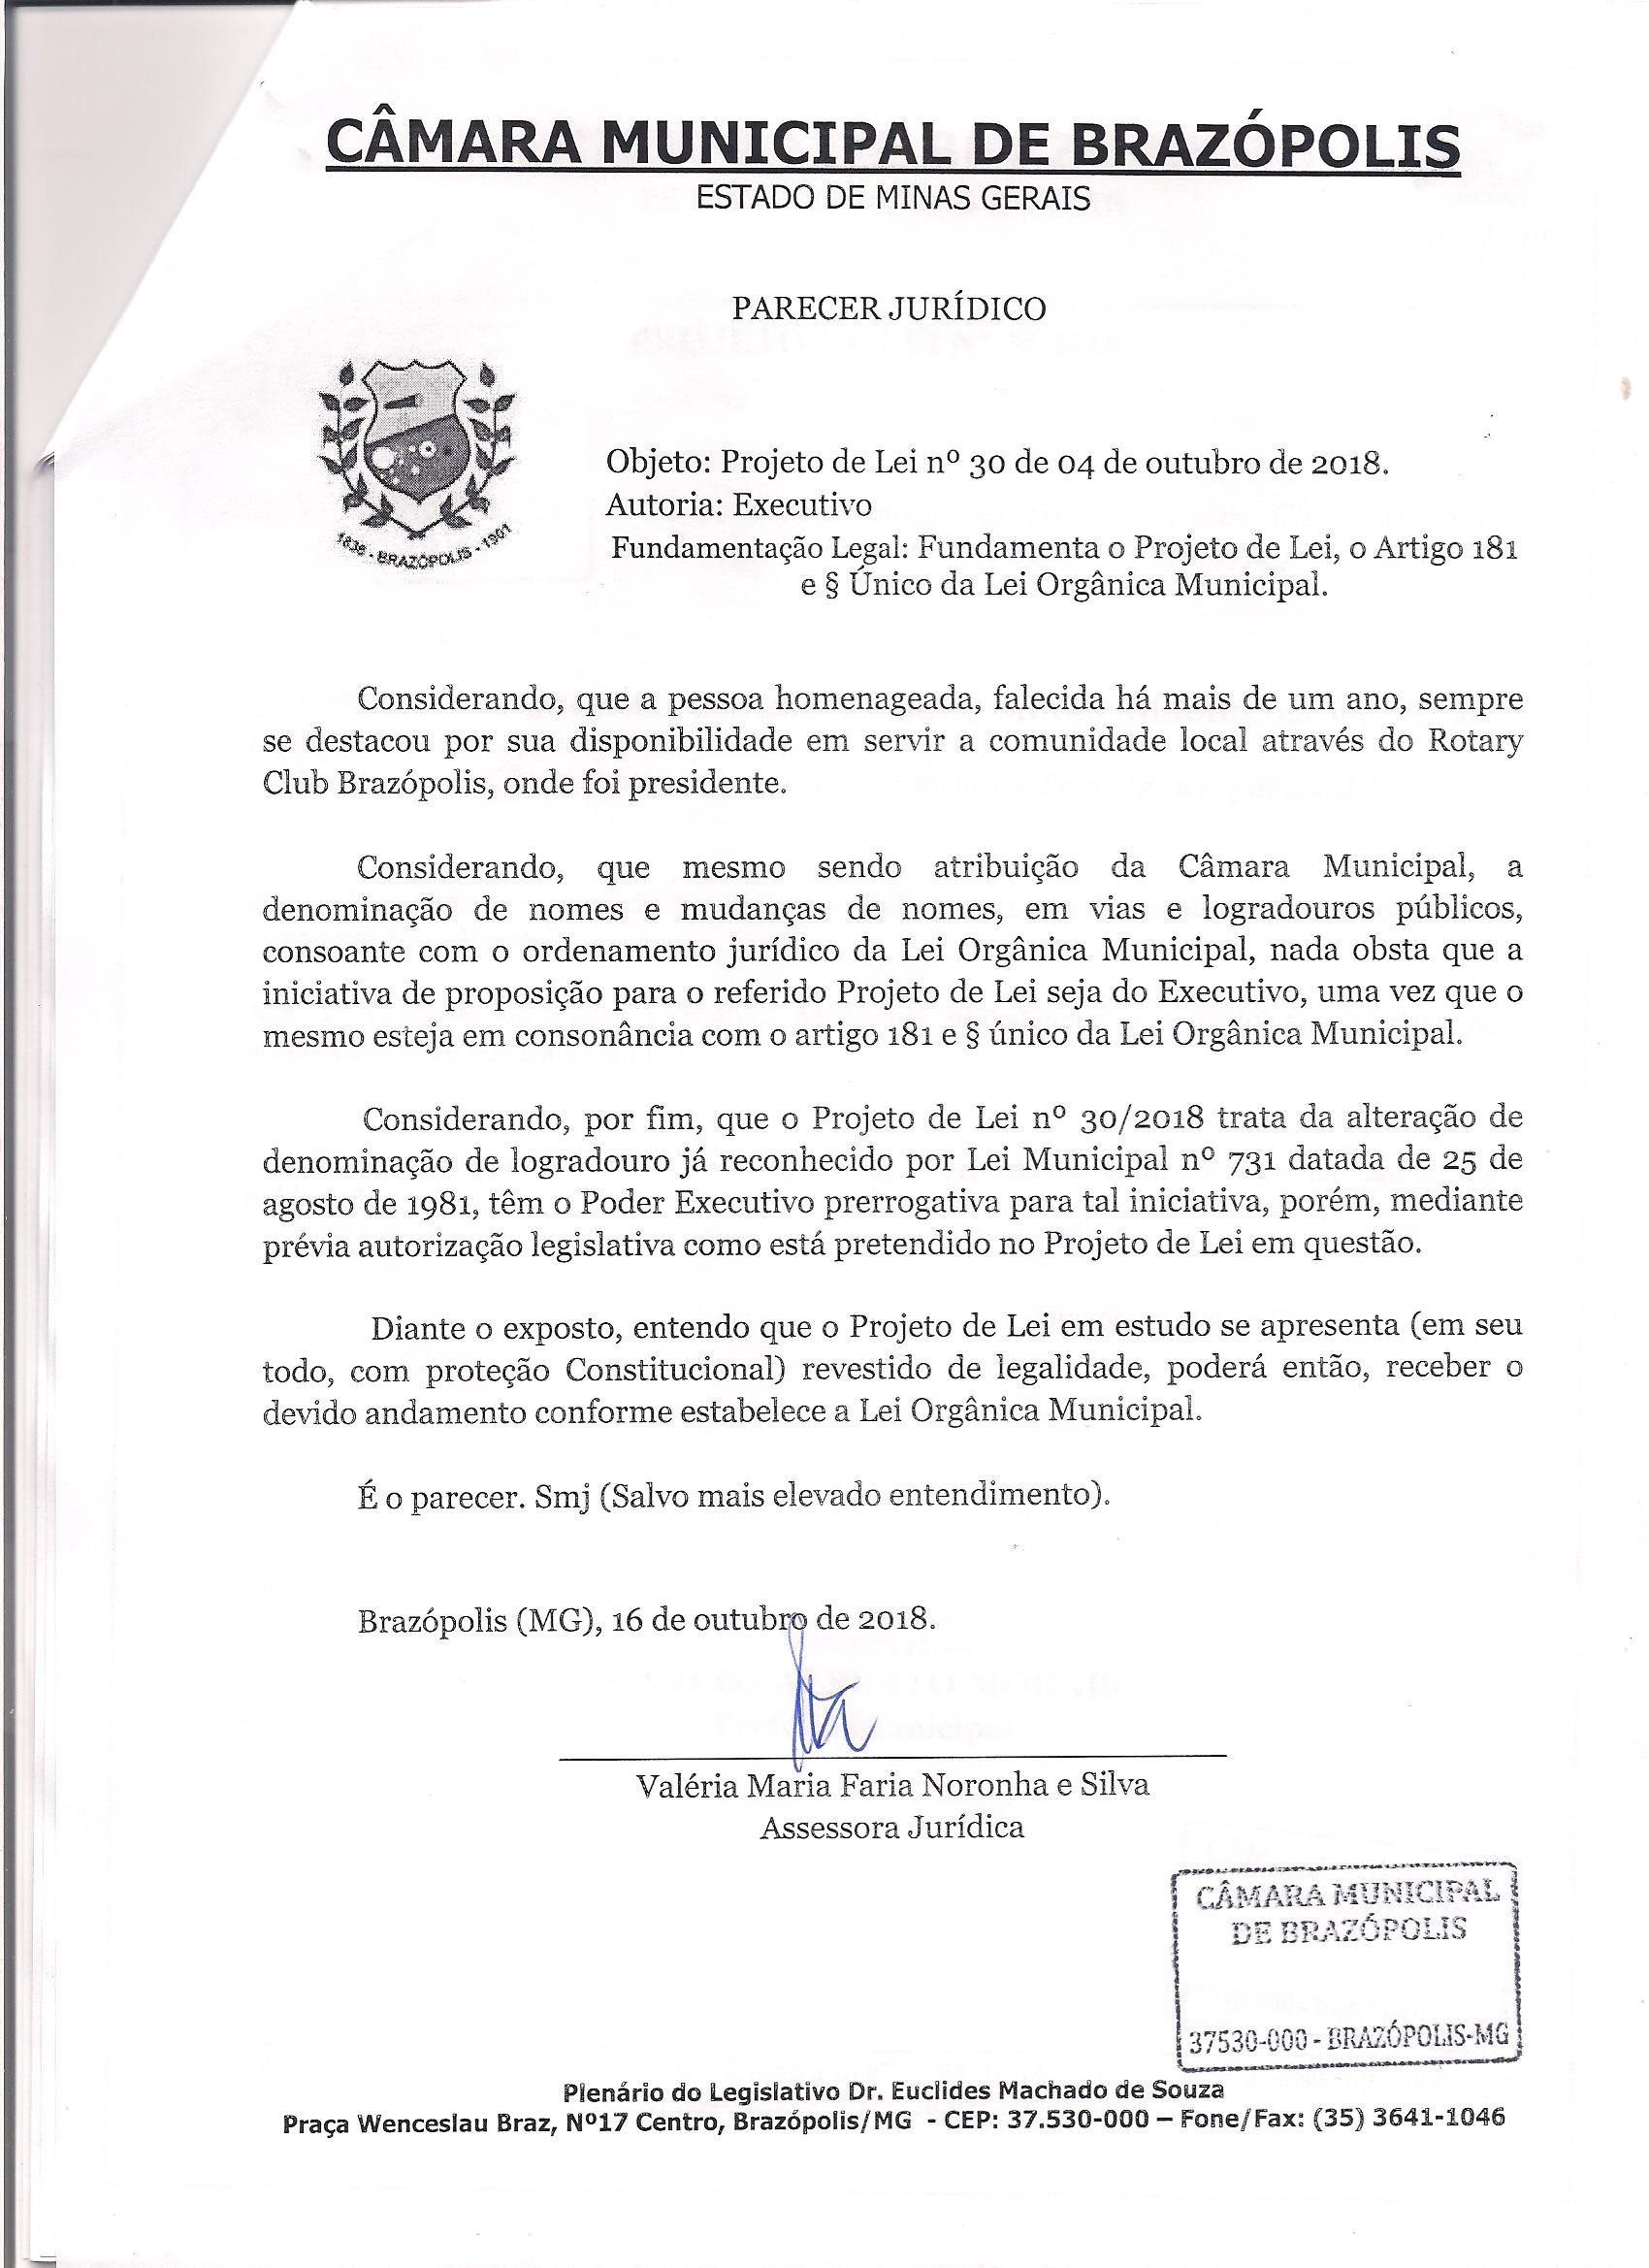 CÂMARA MUNICIPAL DE BRAZÓPOLIS
ESTADO DE MINAS GERAIS
PARECER JURÍDICO
1838 - BRAZÓPOLIS - 1901
Objeto: Projeto de Lei nº 30 de 04 de outubro de 2018.
Autoria: Executivo
Fundamentação Legal: Fundamenta o Projeto de Lei, o Artigo 181
e § Único da Lei Orgânica Municipal.
Considerando, que a pessoa homenageada, falecida há mais de um ano, sempre
se destacou por sua disponibilidade em servir a comunidade local através do Rotary
Club Brazópolis, onde foi presidente.
Considerando, que mesmo sendo atribuição da Câmara Municipal, a
denominação de nomes e mudanças de nomes, em vias e logradouros públicos,
consoante com o ordenamento jurídico da Lei Orgânica Municipal, nada obsta que a
iniciativa de proposição para o referido Projeto de Lei seja do Executivo, uma vez que o
mesmo esteja em consonância com o artigo 181 e § único da Lei Orgânica Municipal.
Considerando, por fim, que o Projeto de Lei nº 30/2018 trata da alteração de
denominação de logradouro já reconhecido por Lei Municipal nº 731 datada de 25 de
agosto de 1981, têm o Poder Executivo prerrogativa para tal iniciativa, porém, mediante
prévia autorização legislativa como está pretendido no Projeto de Lei em questão.
Diante o exposto, entendo que o Projeto de Lei em estudo se apresenta (em seu
todo, com proteção Constitucional) revestido de legalidade, poderá então, receber o
devido andamento conforme estabelece a Lei Orgânica Municipal.
É o parecer. Smj (Salvo mais elevado entendimento).
Brazópolis (MG), 16 de outubro de 2018.
Valéria Maria Faria Noronha e Silva
Assessora Jurídica
CÂMARA MUNICIPAL
DE BRAZÓPOLIS
37530-000 - BRAZÓPOLIS-MG
Plenário do Legislativo Dr. Euclides Machado de Souza
Praça Wenceslau Braz, Nº17 Centro, Brazópolis/MG - CEP: 37.530-000 – Fone/Fax: (35) 3641-1046